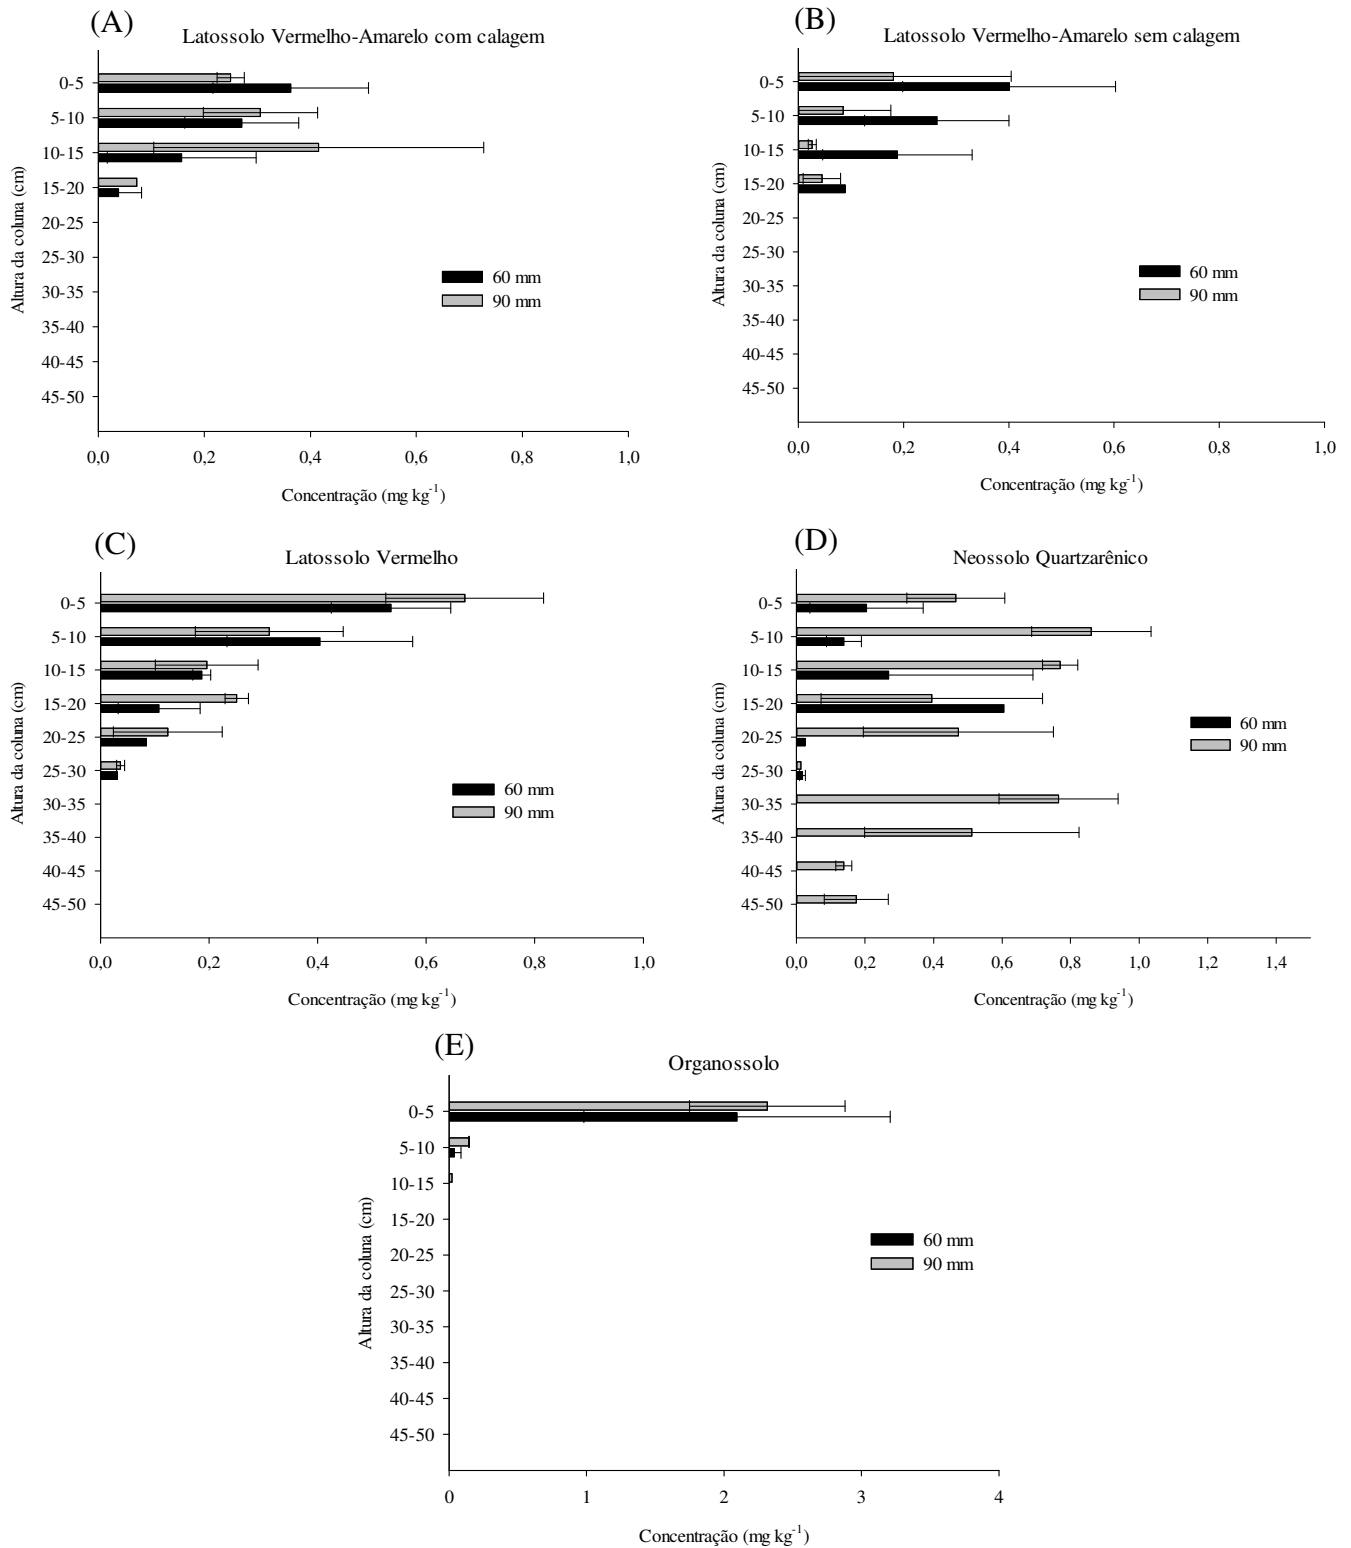 (A)
Latossolo Vermelho-Amarelo com calagem
0-5
5-10
10-15
15-20
20-25
25-30
30-35
35-40
40-45
45-50
Altura da coluna (cm)
60 mm
90 mm
0,0 0,2 0,4 0,6 0,8 1,0
Concentração (mg kg⁻¹)
(B)
Latossolo Vermelho-Amarelo sem calagem
0-5
5-10
10-15
15-20
20-25
25-30
30-35
35-40
40-45
45-50
Altura da coluna (cm)
60 mm
90 mm
0,0 0,2 0,4 0,6 0,8 1,0
Concentração (mg kg⁻¹)
(C)
Latossolo Vermelho
0-5
5-10
10-15
15-20
20-25
25-30
30-35
35-40
40-45
45-50
Altura da coluna (cm)
60 mm
90 mm
0,0 0,2 0,4 0,6 0,8 1,0
Concentração (mg kg⁻¹)
(D)
Neossolo Quartzarênico
0-5
5-10
10-15
15-20
20-25
25-30
30-35
35-40
40-45
45-50
Altura da coluna (cm)
60 mm
90 mm
0,0 0,2 0,4 0,6 0,8 1,0 1,2 1,4
Concentração (mg kg⁻¹)
(E)
Organossolo
0-5
5-10
10-15
15-20
20-25
25-30
30-35
35-40
40-45
45-50
Altura da coluna (cm)
60 mm
90 mm
0 1 2 3 4
Concentração (mg kg⁻¹)